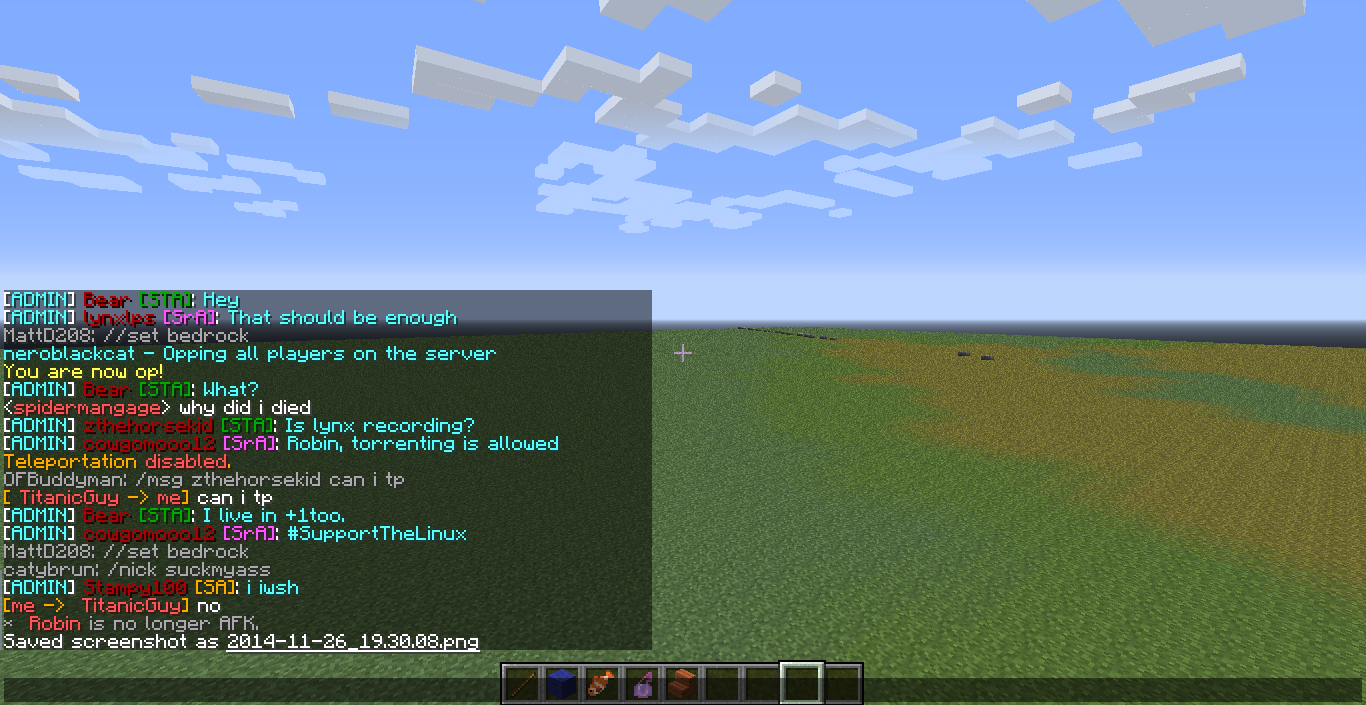 [ADMIN] Bear [STA]: Hey
[ADMIN] lynxlps [SrA]: That should be enough
MattD208: //set bedrock
neroblackcat - Opping all players on the server
You are now op!
[ADMIN] Bear [STA]: What?
<spidermangage> why did i died
[ADMIN] zthehorsekid [STA]: Is lynx recording?
[ADMIN] cowgomooo12 [SrA]: Robin, torrenting is allowed
Teleportation disabled.
OFBuddyman: /msg zthehorsekid can i tp
[ TitanicGuy -> me] can i tp
[ADMIN] Bear [STA]: I live in +1too.
[ADMIN] cowgomooo12 [SrA]: #SupportTheLinux
MattD208: //set bedrock
catybrun: /nick suckmyass
[ADMIN] Stampy100 [SA]: i iwsh
[me -> TitanicGuy] no
× Robin is no longer AFK.
Saved screenshot as 2014-11-26_19.30.08.png